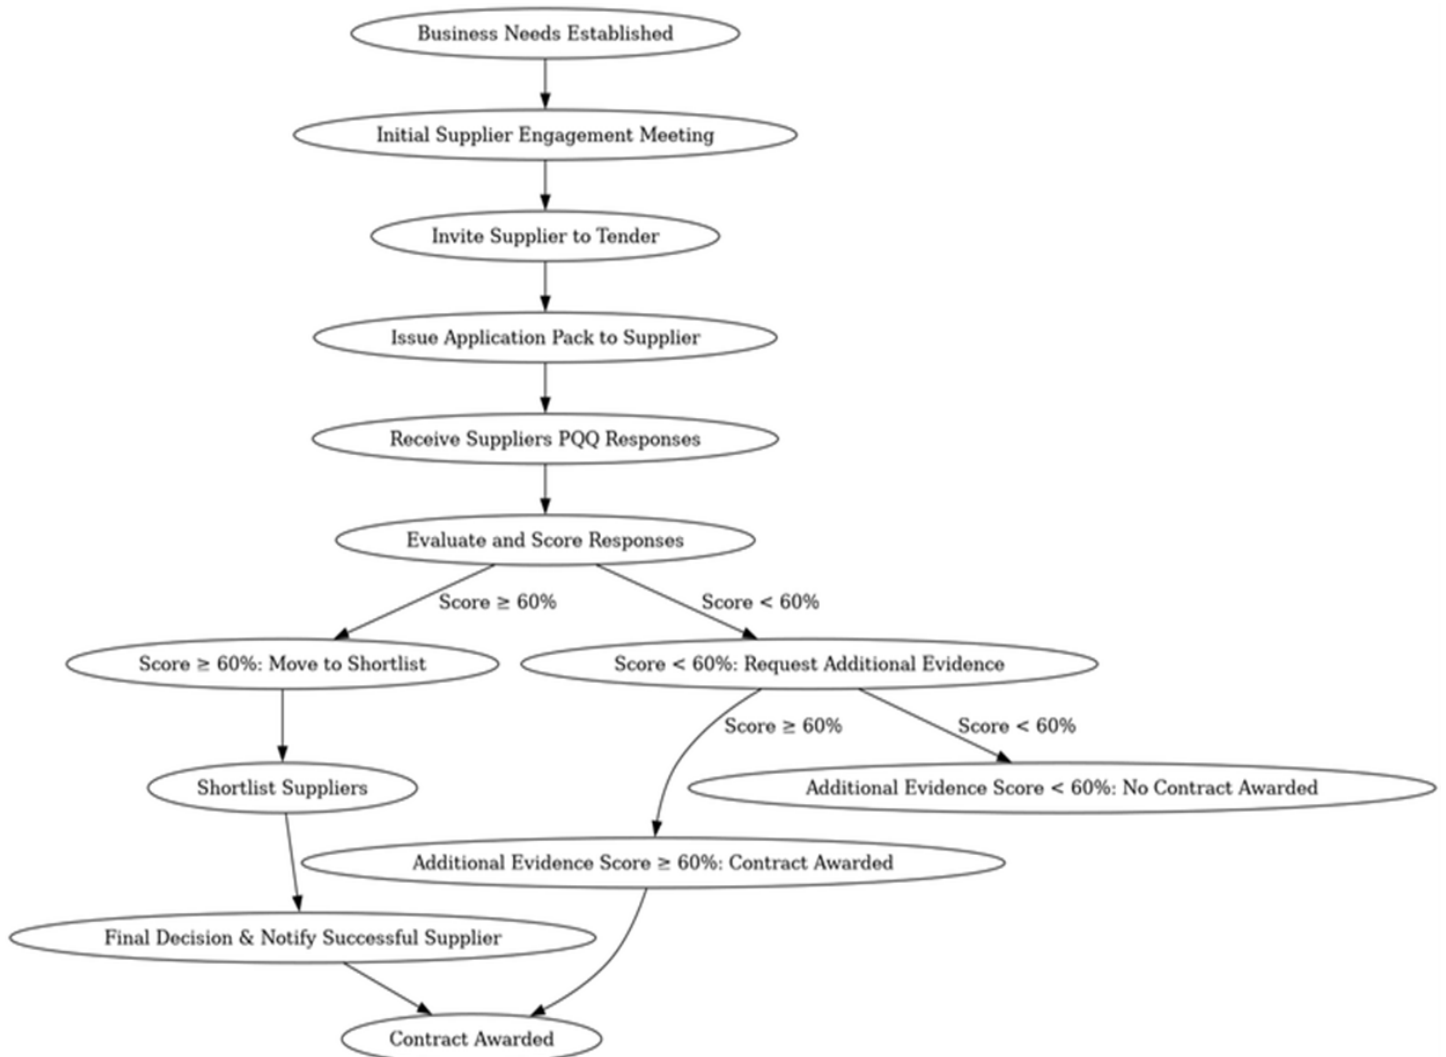 Business Needs Established
Initial Supplier Engagement Meeting
Invite Supplier to Tender
Issue Application Pack to Supplier
Receive Suppliers PQQ Responses
Evaluate and Score Responses
Score ≥ 60%
Score < 60%
Score ≥ 60%: Move to Shortlist
Score < 60%: Request Additional Evidence
Score ≥ 60%
Score < 60%
Shortlist Suppliers
Additional Evidence Score < 60%: No Contract Awarded
Additional Evidence Score ≥ 60%: Contract Awarded
Final Decision & Notify Successful Supplier
Contract Awarded